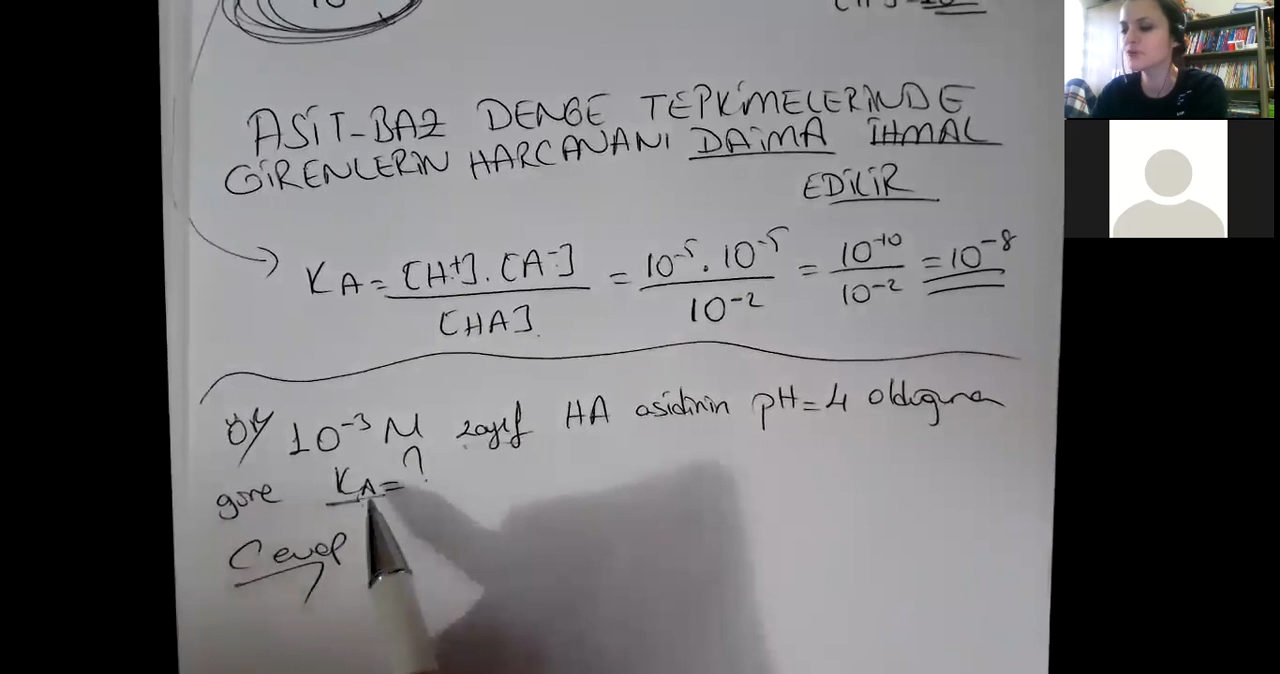 ASİT-BAZ DENGE TEPKİMELERİNDE
GİRENLERİN HARCANANI DAİMA İHMAL
EDİLİR
KA = [H+].[A-] / [HA] = 10-5.10-5 / 10-2 = 10-10 / 10-2 = 10-8
ÖR/ 10-3 M zayıf HA asidinin pH=4 olduğuna
göre KA=?
Cevap